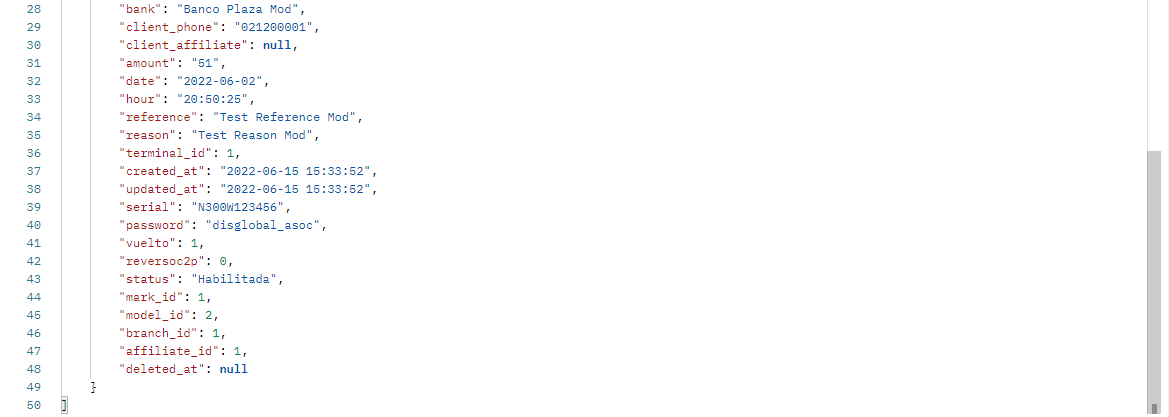 28 "bank": "Banco Plaza Mod",
29 "client_phone": "021200001",
30 "client_affiliate": null,
31 "amount": "51",
32 "date": "2022-06-02",
33 "hour": "20:50:25",
34 "reference": "Test Reference Mod",
35 "reason": "Test Reason Mod",
36 "terminal_id": 1,
37 "created_at": "2022-06-15 15:33:52",
38 "updated_at": "2022-06-15 15:33:52",
39 "serial": "N300W123456",
40 "password": "disglobal_asoc",
41 "vuelto": 1,
42 "reversoc2p": 0,
43 "status": "Habilitada",
44 "mark_id": 1,
45 "model_id": 2,
46 "branch_id": 1,
47 "affiliate_id": 1,
48 "deleted_at": null
49 }
50 ]